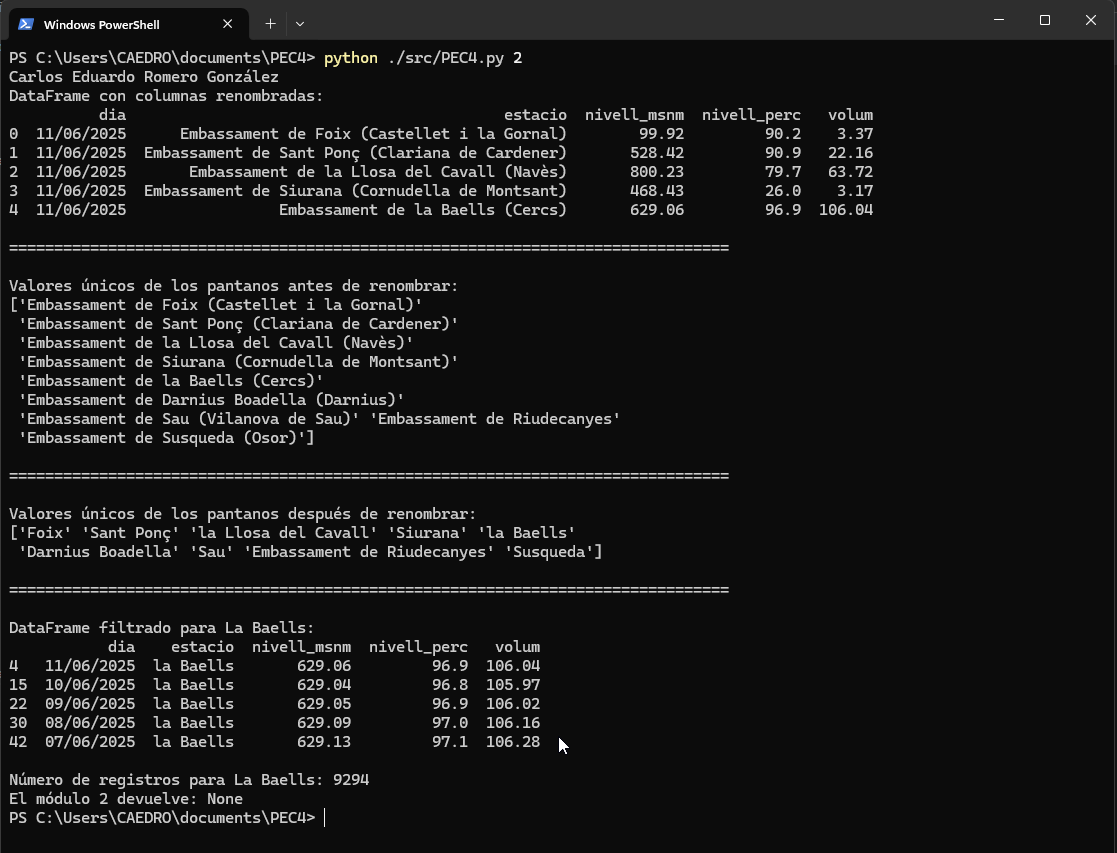 Windows PowerShell
PS C:\Users\CAEDRO\documents\PEC4> python ./src/PEC4.py 2
Carlos Eduardo Romero González
DataFrame con columnas renombradas:
          dia                                        estacio  nivell_msnm  nivell_perc   volum
0  11/06/2025      Embassament de Foix (Castellet i la Gornal)        99.92         90.2    3.37
1  11/06/2025  Embassament de Sant Ponç (Clariana de Cardener)       528.42         90.9   22.16
2  11/06/2025       Embassament de la Llosa del Cavall (Navès)       800.23         79.7   63.72
3  11/06/2025  Embassament de Siurana (Cornudella de Montsant)       468.43         26.0    3.17
4  11/06/2025                 Embassament de la Baells (Cercs)       629.06         96.9  106.04
================================================================================
Valores únicos de los pantanos antes de renombrar:
['Embassament de Foix (Castellet i la Gornal)'
 'Embassament de Sant Ponç (Clariana de Cardener)'
 'Embassament de la Llosa del Cavall (Navès)'
 'Embassament de Siurana (Cornudella de Montsant)'
 'Embassament de la Baells (Cercs)'
 'Embassament de Darnius Boadella (Darnius)'
 'Embassament de Sau (Vilanova de Sau)' 'Embassament de Riudecanyes'
 'Embassament de Susqueda (Osor)']
================================================================================
Valores únicos de los pantanos después de renombrar:
['Foix' 'Sant Ponç' 'la Llosa del Cavall' 'Siurana' 'la Baells'
 'Darnius Boadella' 'Sau' 'Embassament de Riudecanyes' 'Susqueda']
================================================================================
DataFrame filtrado para La Baells:
           dia    estacio  nivell_msnm  nivell_perc   volum
4   11/06/2025  la Baells       629.06         96.9  106.04
15  10/06/2025  la Baells       629.04         96.8  105.97
22  09/06/2025  la Baells       629.05         96.9  106.02
30  08/06/2025  la Baells       629.09         97.0  106.16
42  07/06/2025  la Baells       629.13         97.1  106.28
Número de registros para La Baells: 9294
El módulo 2 devuelve: None
PS C:\Users\CAEDRO\documents\PEC4>